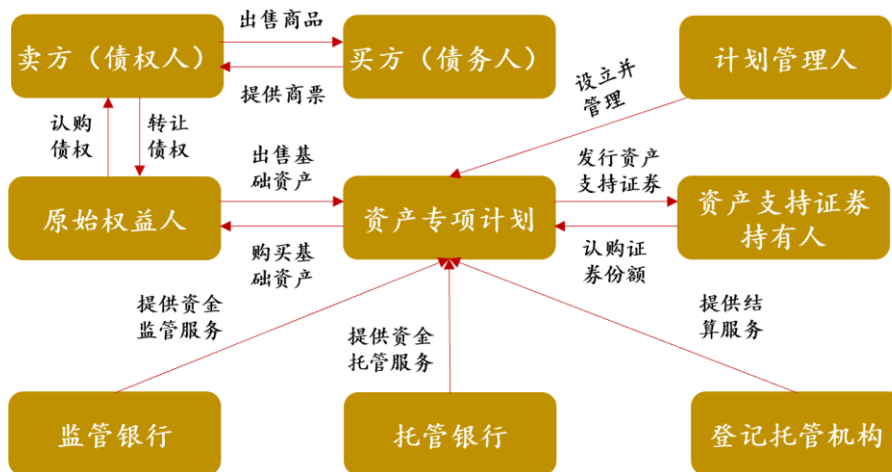 出售商品
卖方（债权人）
买方（债务人）
计划管理人
提供商票
设立并
管理
认购
债权
转让
债权
出售基
础资产
发行资产
支持证券
原始权益人
资产专项计划
资产支持证券
持有人
购买基
础资产
认购证
券份额
提供资金
监管服务
提供资金
托管服务
提供结
算服务
监管银行
托管银行
登记托管机构